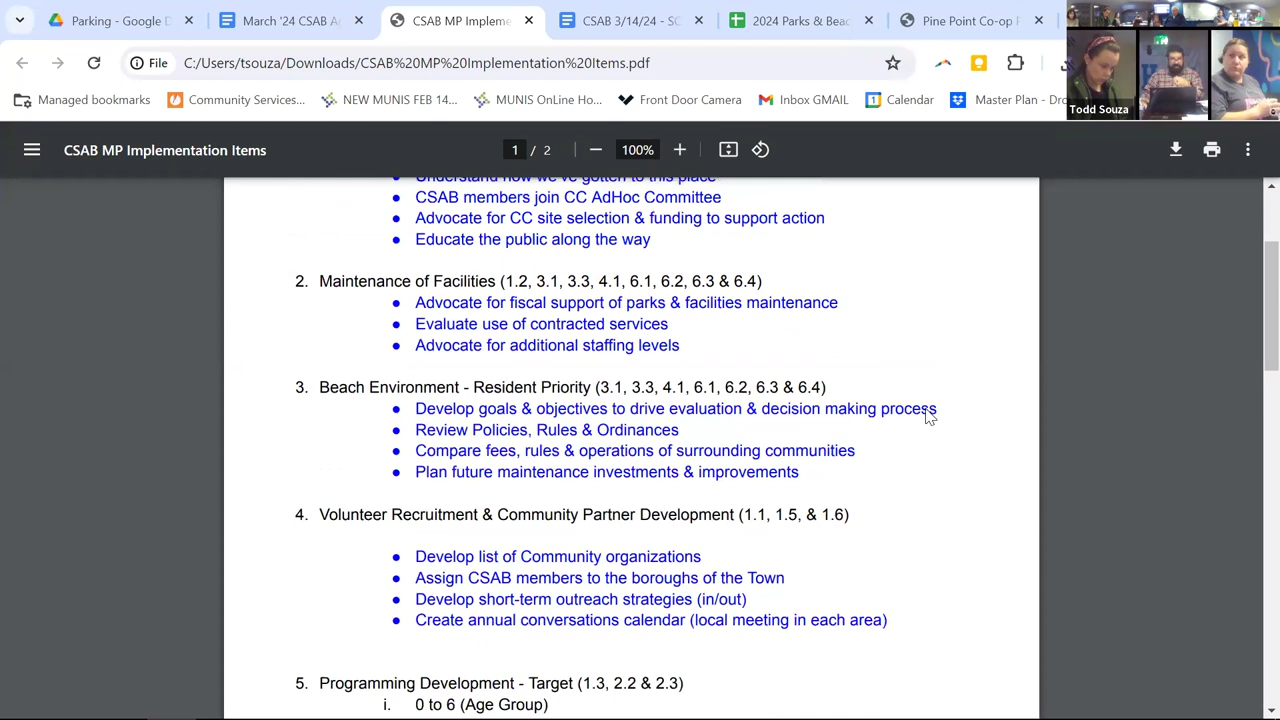 Parking - Google D
March '24 CSAB A
CSAB MP Impleme
CSAB 3/14/24 - SC
2024 Parks & Bea
Pine Point Co-op F
File
C:/Users/tsouza/Downloads/CSAB%20MP%20Implementation%20Items.pdf
Managed bookmarks
Community Services...
NEW MUNIS FEB 14...
MUNIS OnLine Ho...
Front Door Camera
Inbox GMAIL
Calendar
Master Plan - Dro
Todd Souza
CSAB MP Implementation Items
1 / 2
100%
Understand how we've gotten to this place
CSAB members join CC AdHoc Committee
Advocate for CC site selection & funding to support action
Educate the public along the way
2. Maintenance of Facilities (1.2, 3.1, 3.3, 4.1, 6.1, 6.2, 6.3 & 6.4)
Advocate for fiscal support of parks & facilities maintenance
Evaluate use of contracted services
Advocate for additional staffing levels
3. Beach Environment - Resident Priority (3.1, 3.3, 4.1, 6.1, 6.2, 6.3 & 6.4)
Develop goals & objectives to drive evaluation & decision making process
Review Policies, Rules & Ordinances
Compare fees, rules & operations of surrounding communities
Plan future maintenance investments & improvements
4. Volunteer Recruitment & Community Partner Development (1.1, 1.5, & 1.6)
Develop list of Community organizations
Assign CSAB members to the boroughs of the Town
Develop short-term outreach strategies (in/out)
Create annual conversations calendar (local meeting in each area)
5. Programming Development - Target (1.3, 2.2 & 2.3)
i. 0 to 6 (Age Group)